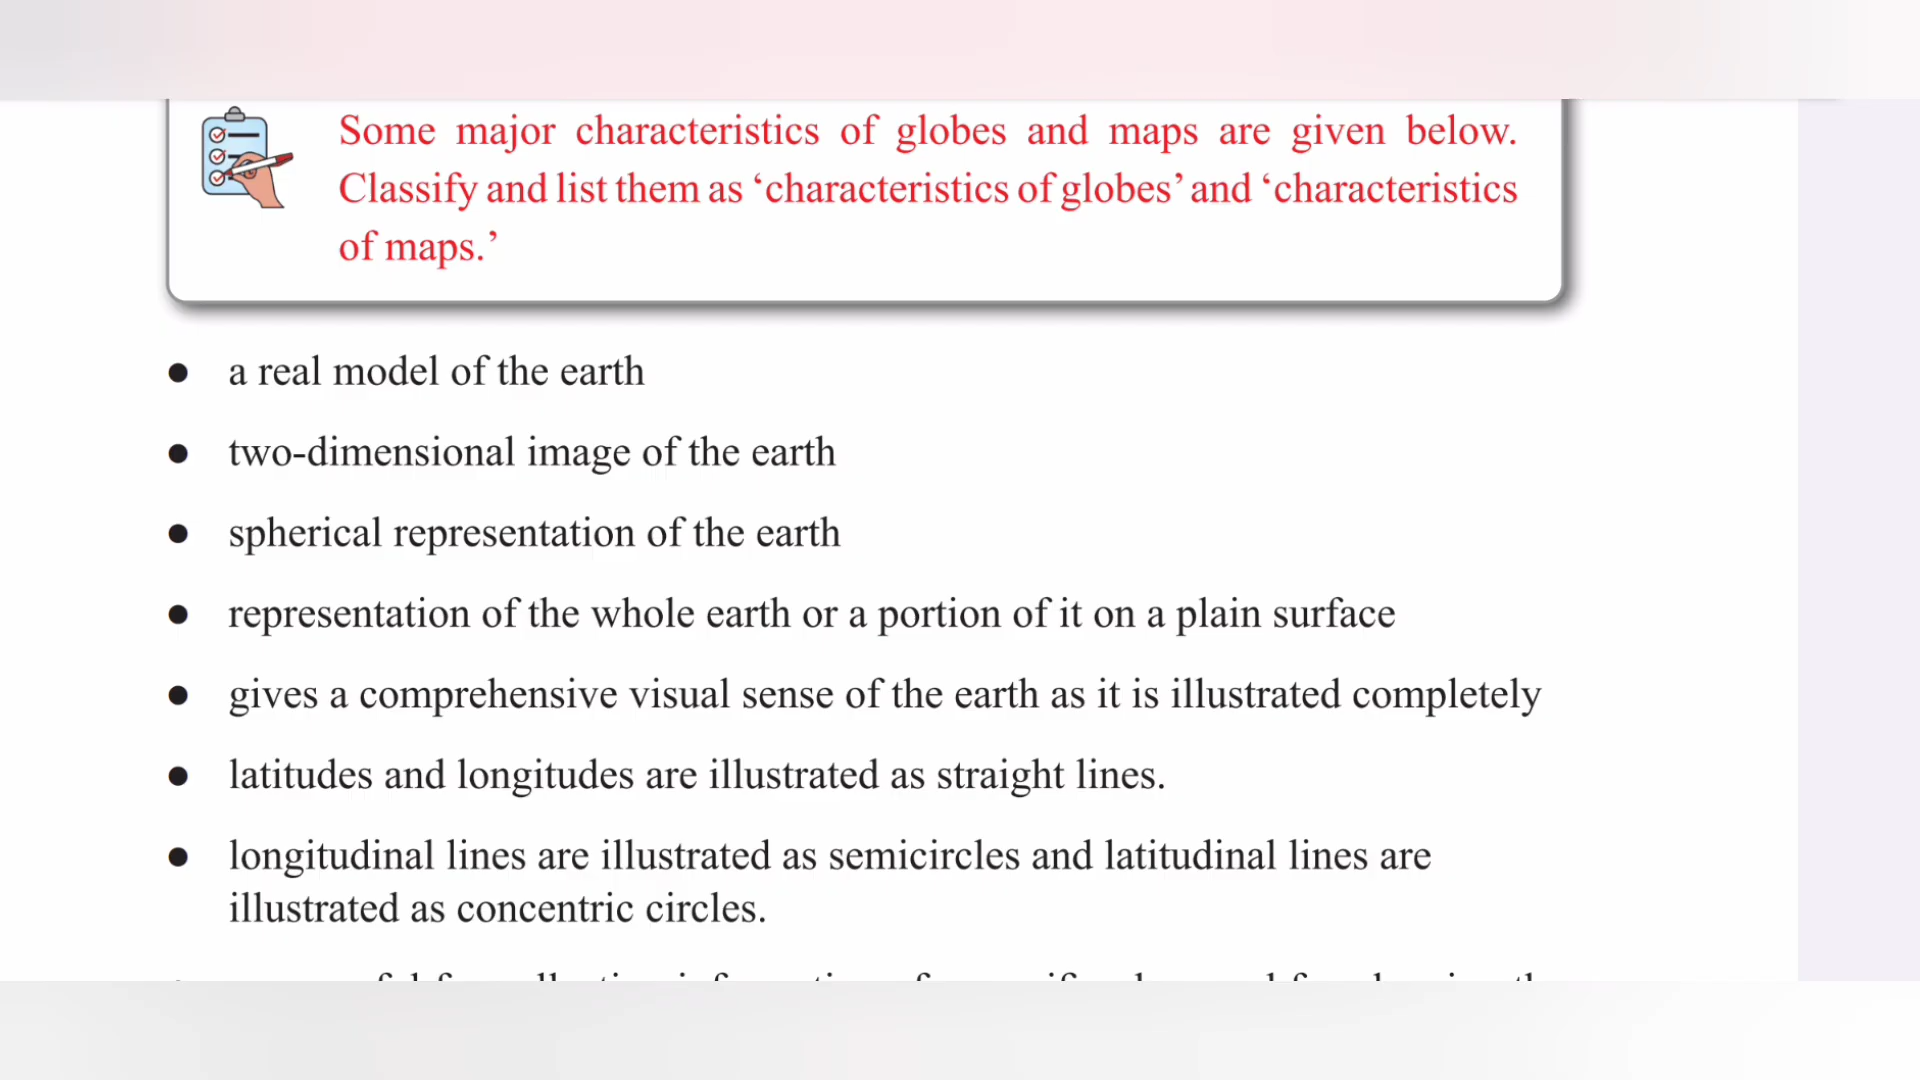 Some major characteristics of globes and maps are given below.
Classify and list them as ‘characteristics of globes’ and ‘characteristics
of maps.’
● a real model of the earth
● two-dimensional image of the earth
● spherical representation of the earth
● representation of the whole earth or a portion of it on a plain surface
● gives a comprehensive visual sense of the earth as it is illustrated completely
● latitudes and longitudes are illustrated as straight lines.
● longitudinal lines are illustrated as semicircles and latitudinal lines are
illustrated as concentric circles.